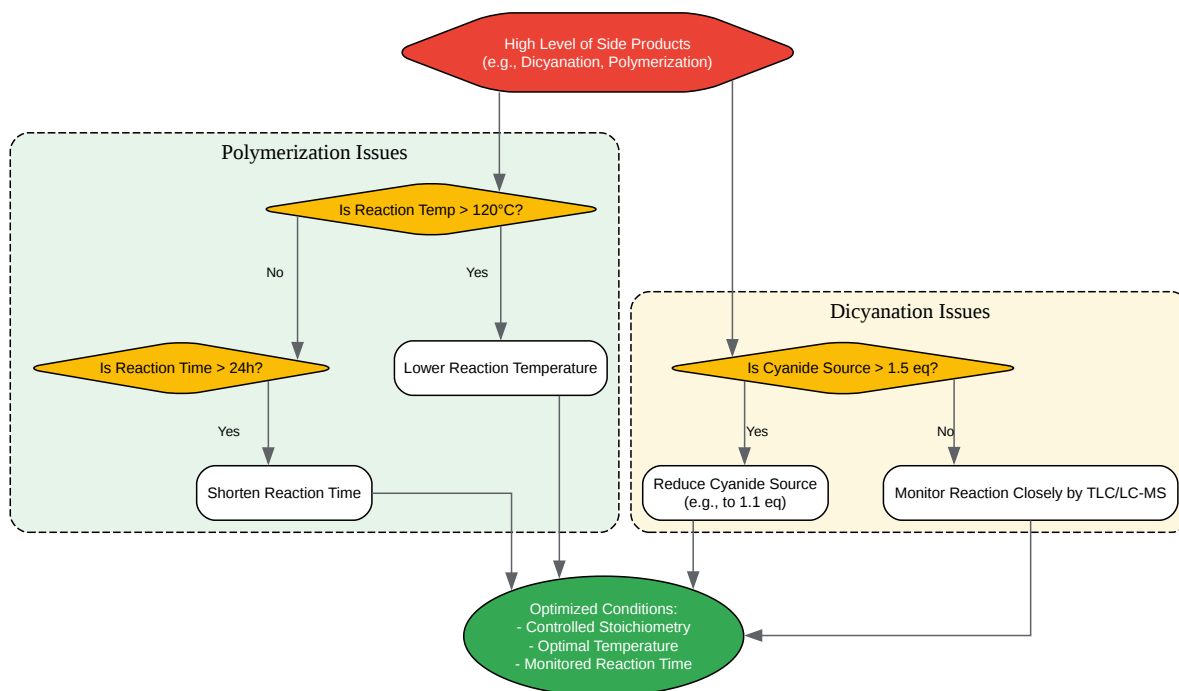 High Level of Side Products
(e.g., Dicyanation, Polymerization)
Polymerization Issues
Is Reaction Temp > 120°C?
No
Yes
Dicyanation Issues
Is Reaction Time > 24h?
Lower Reaction Temperature
Is Cyanide Source > 1.5 eq?
Yes
Yes
No
Shorten Reaction Time
Reduce Cyanide Source
(e.g., to 1.1 eq)
Monitor Reaction Closely by TLC/LC-MS
Optimized Conditions:
- Controlled Stoichiometry
- Optimal Temperature
- Monitored Reaction Time